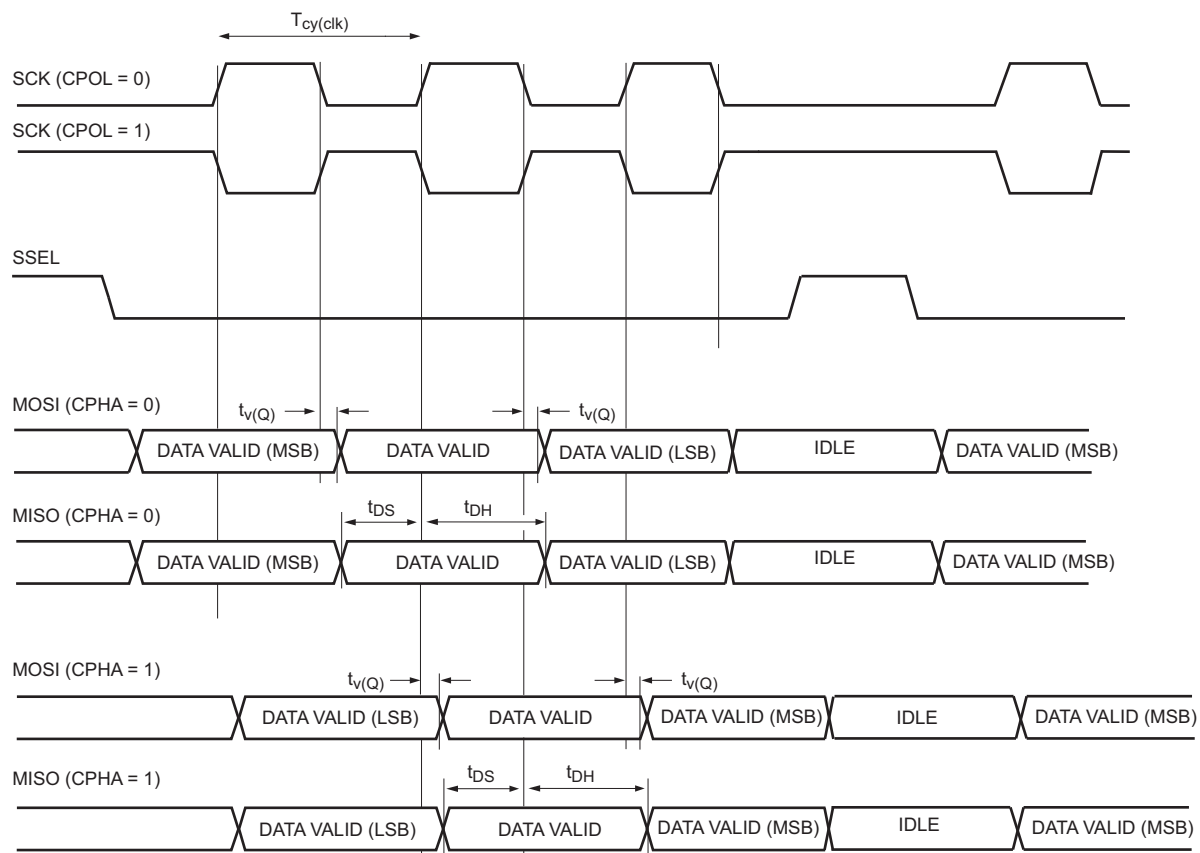 Tcy(clk)
SCK (CPOL = 0)
SCK (CPOL = 1)
SSEL
MOSI (CPHA = 0)
tv(Q) tv(Q)
DATA VALID (MSB) DATA VALID DATA VALID (LSB) IDLE DATA VALID (MSB)
tDS tDH
MISO (CPHA = 0)
DATA VALID (MSB) DATA VALID DATA VALID (LSB) IDLE DATA VALID (MSB)
MOSI (CPHA = 1)
tv(Q) tv(Q)
DATA VALID (LSB) DATA VALID DATA VALID (MSB) IDLE DATA VALID (MSB)
tDS tDH
MISO (CPHA = 1)
DATA VALID (LSB) DATA VALID DATA VALID (MSB) IDLE DATA VALID (MSB)